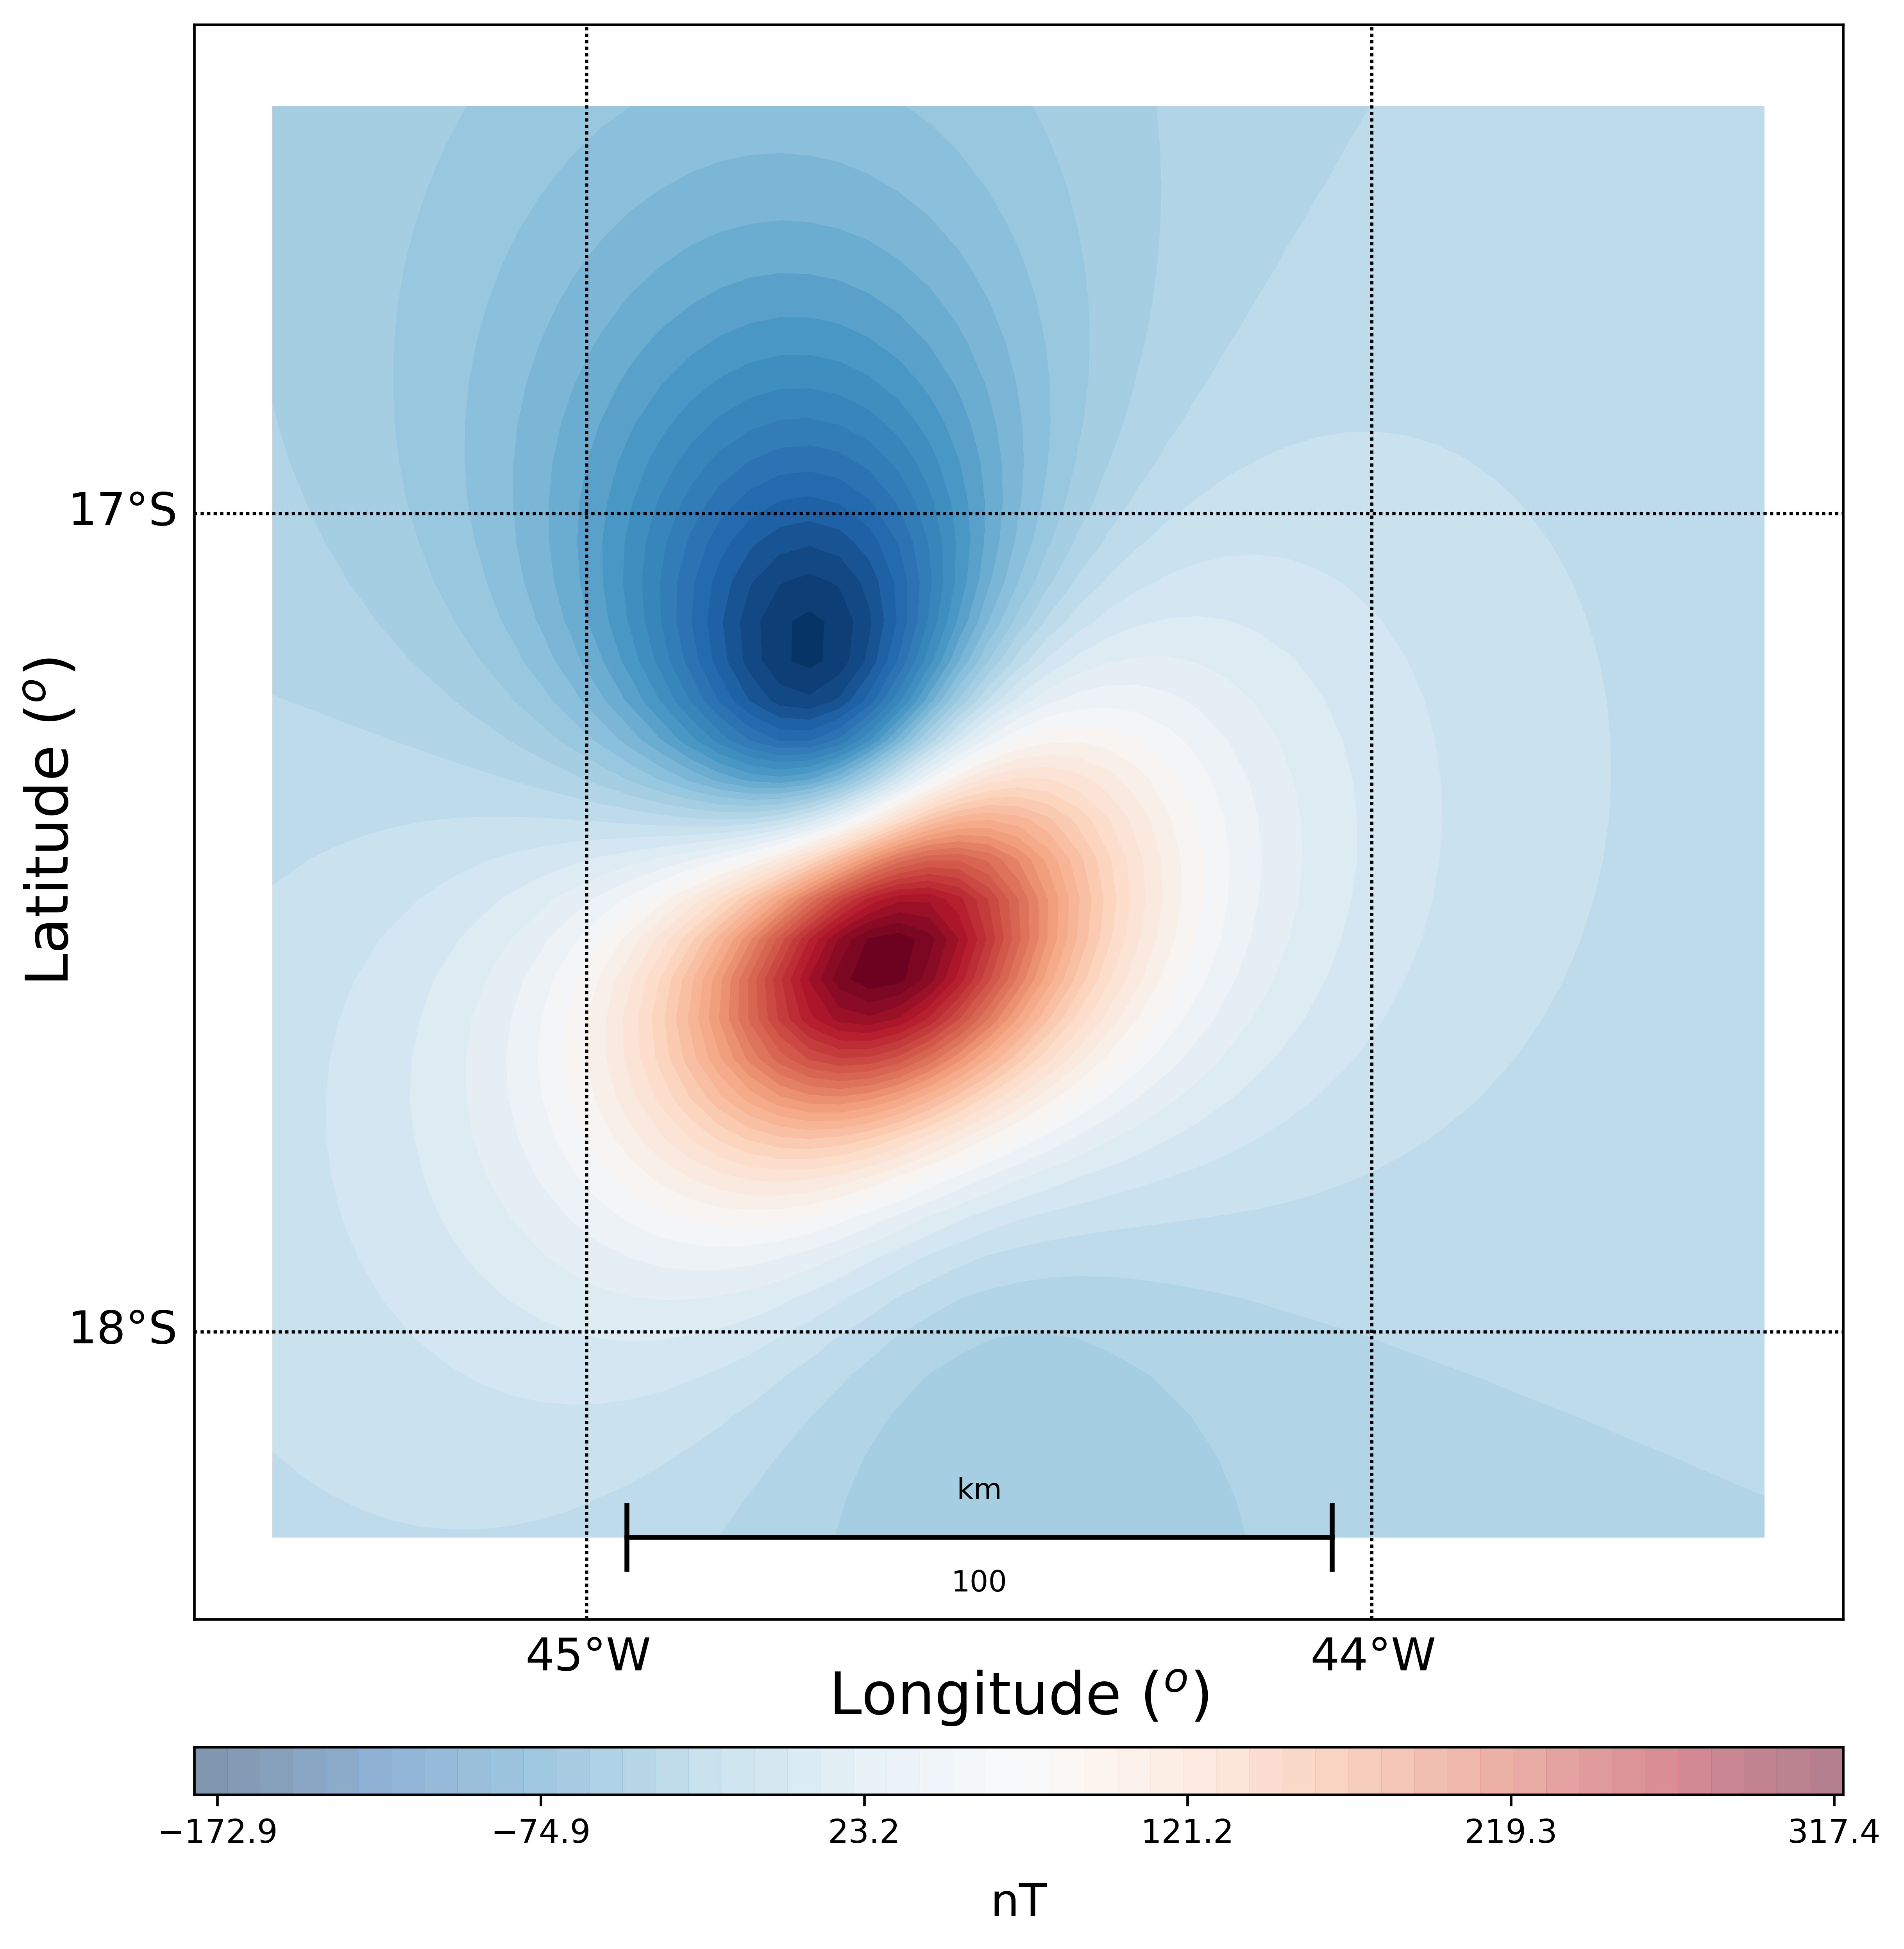 Latitude (°)
17°S
18°S
km
100
45°W
44°W
Longitude (°)
−172.9
−74.9
23.2
121.2
219.3
317.4
nT